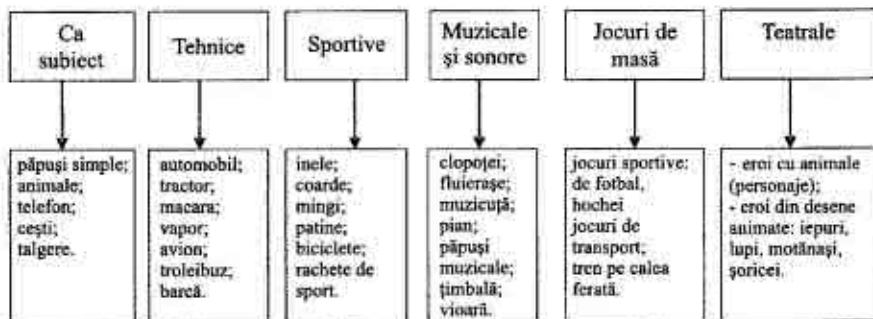 Ca
subiect
Tehnice
Sportive
Muzicale
și sonore
Jocuri de
masă
Teatrale
păpuși simple;
animale;
telefon;
cești;
talgere.
automobil;
tractor;
macara;
vapor;
avion;
troleibuz;
barcă.
inele;
coarde;
mingi;
patine;
biciclete;
rachete de
sport.
clopoței;
fluierașe;
muzicuță;
pian;
păpuși
muzicale;
țimbală;
vioară.
jocuri sportive:
de fotbal,
hochei
jocuri de
transport;
tren pe calea
ferată.
- eroi cu animale
(personaje);
- eroi din desene
animate: iepuri,
lupi, motănași,
șoricei.